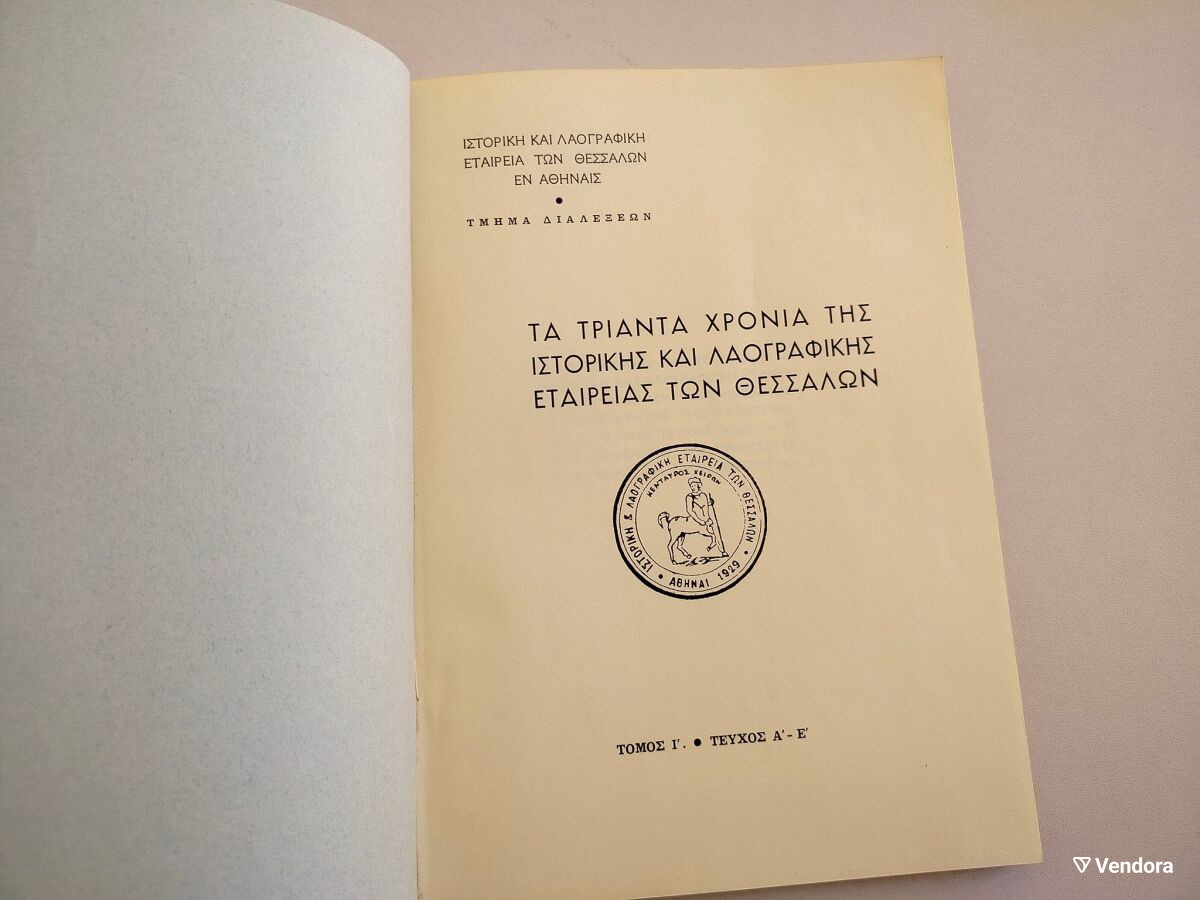 ΙΣΤΟΡΙΚΗ ΚΑΙ ΛΑΟΓΡΑΦΙΚΗ
ΕΤΑΙΡΕΙΑ ΤΩΝ ΘΕΣΣΑΛΩΝ
ΕΝ ΑΘΗΝΑΙΣ
•
ΤΜΗΜΑ ΔΙΑΛΕΞΕΩΝ
ΤΑ ΤΡΙΑΝΤΑ ΧΡΟΝΙΑ ΤΗΣ
ΙΣΤΟΡΙΚΗΣ ΚΑΙ ΛΑΟΓΡΑΦΙΚΗΣ
ΕΤΑΙΡΕΙΑΣ ΤΩΝ ΘΕΣΣΑΛΩΝ
ΙΣΤΟΡΙΚΗ & ΛΑΟΓΡΑΦΙΚΗ ΕΤΑΙΡΕΙΑ ΤΩΝ ΘΕΣΣΑΛΩΝ
ΚΕΝΤΑΥΡΟΣ ΧΕΙΡΩΝ
• ΑΘΗΝΑΙ 1929 •
ΤΟΜΟΣ Ι΄. • ΤΕΥΧΟΣ Α΄ - Ε΄
Vendora